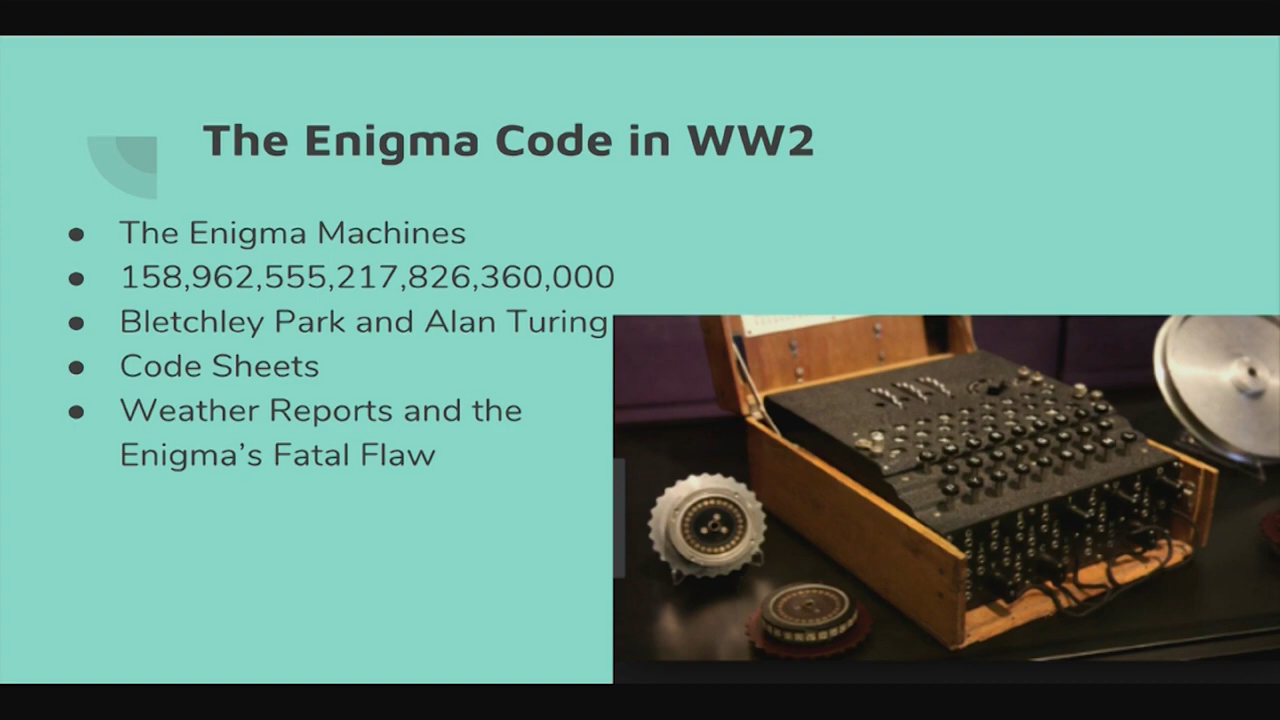 The Enigma Code in WW2
● The Enigma Machines
● 158,962,555,217,826,360,000
● Bletchley Park and Alan Turing
● Code Sheets
● Weather Reports and the
Enigma’s Fatal Flaw